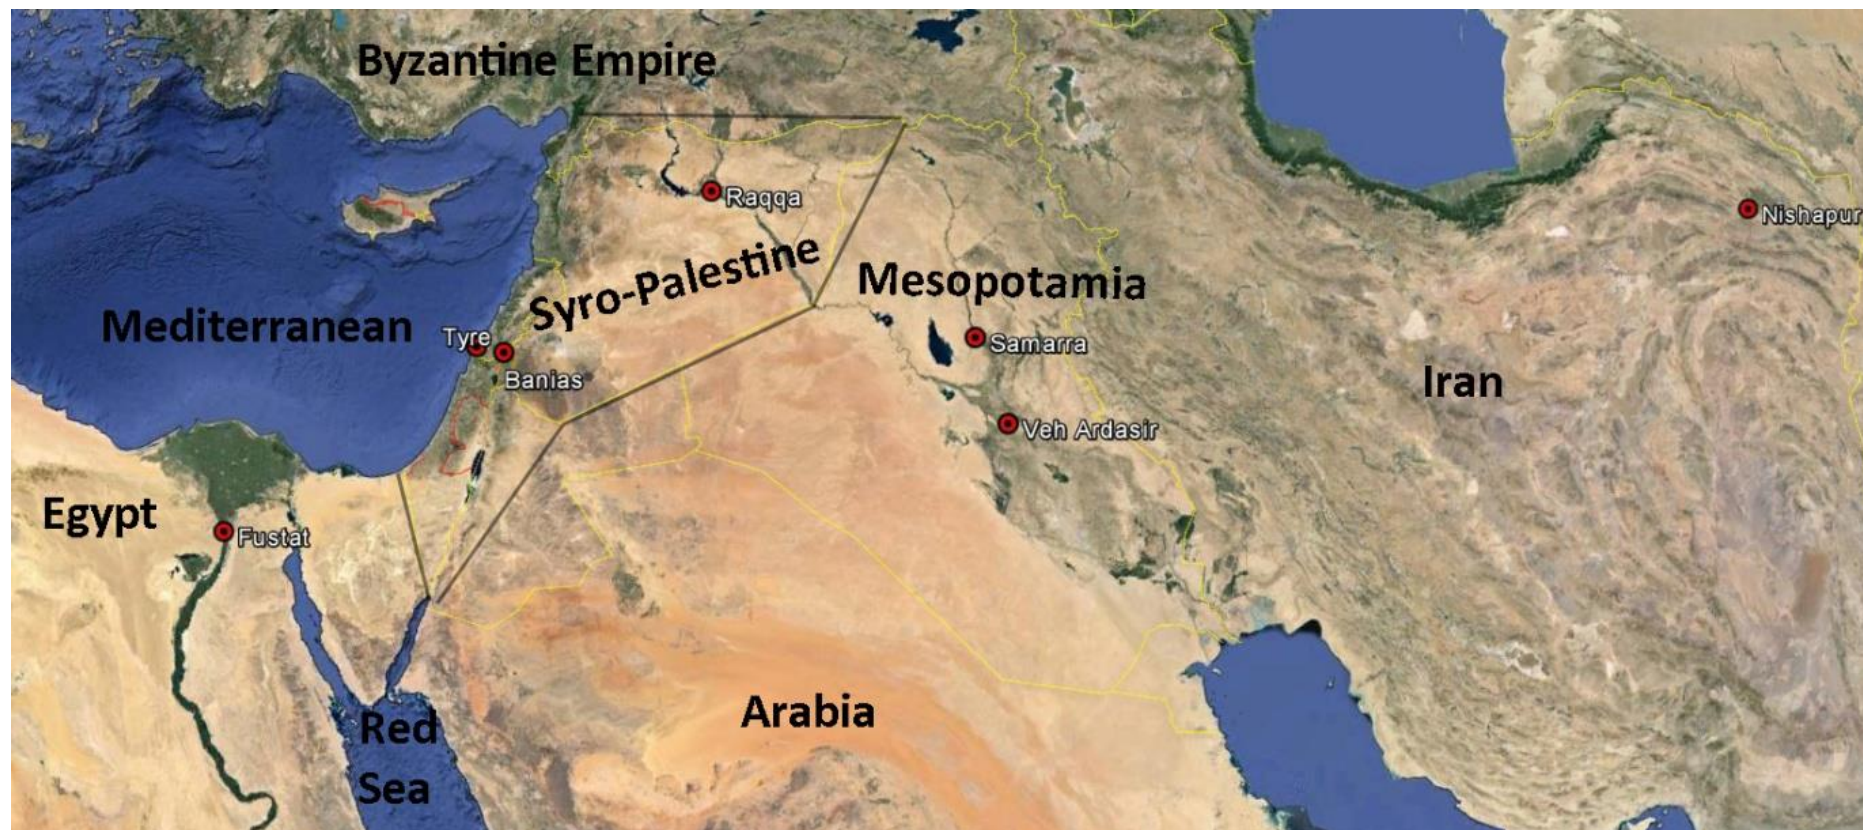 Byzantine Empire
Raqqa
Nishapur
Syro-Palestine
Mesopotamia
Mediterranean
Tyre
Samarra
Banias
Iran
Veh Ardasir
Egypt
Fustat
Arabia
Red
Sea